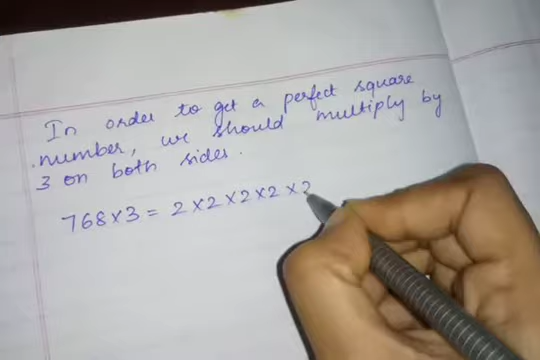 In order to get a perfect square
number, we should multiply by
3 on both sides.
768×3 = 2×2×2×2×2